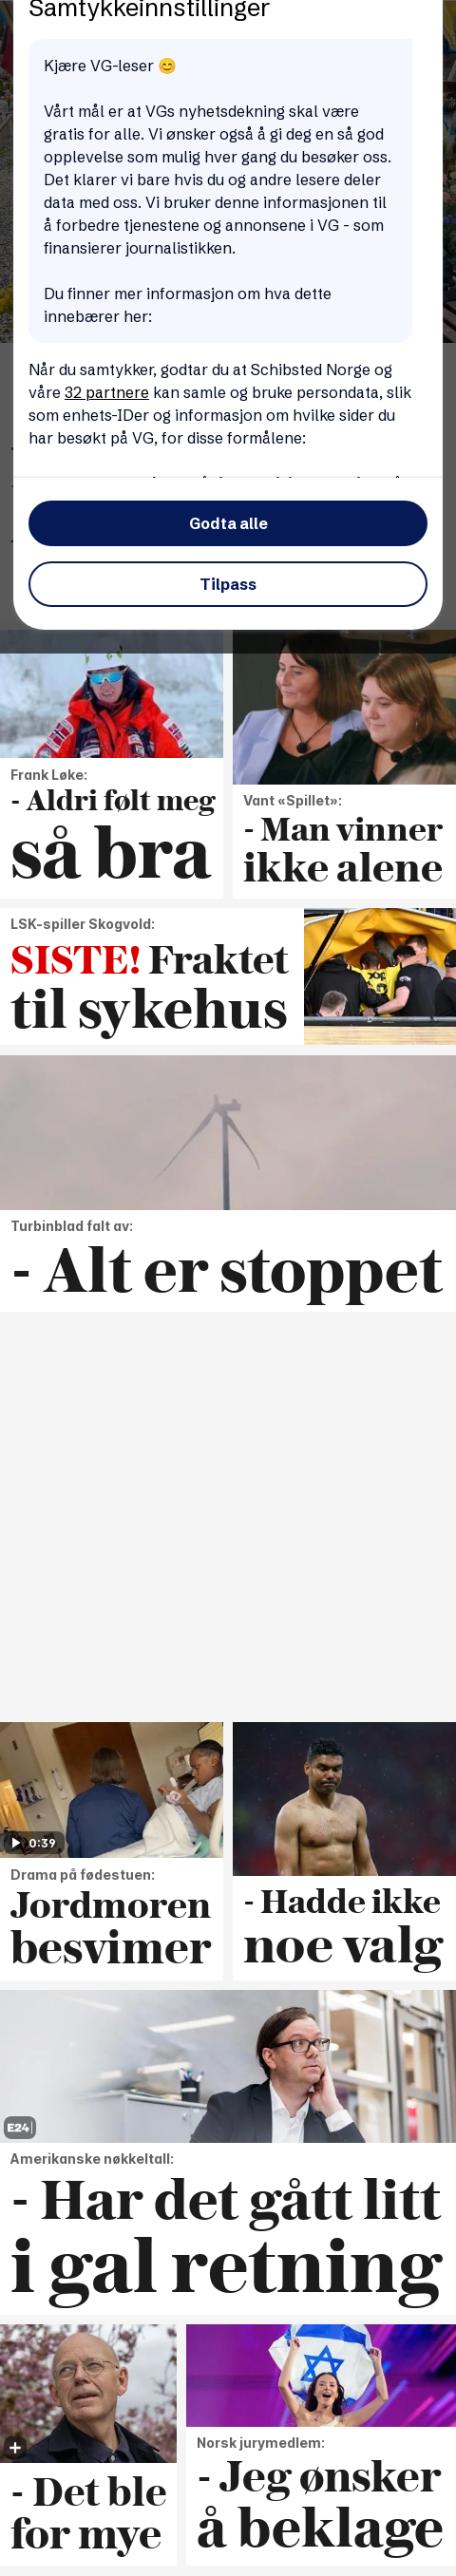 Samtykkeinnstillinger
Kjære VG-leser 😊
Vårt mål er at VGs nyhetsdekning skal være
gratis for alle. Vi ønsker også å gi deg en så god
opplevelse som mulig hver gang du besøker oss.
Det klarer vi bare hvis du og andre lesere deler
data med oss. Vi bruker denne informasjonen til
å forbedre tjenestene og annonsene i VG - som
finansierer journalistikken.
Du finner mer informasjon om hva dette
innebærer her:
Når du samtykker, godtar du at Schibsted Norge og
våre 32 partnere kan samle og bruke persondata, slik
som enhets-IDer og informasjon om hvilke sider du
har besøkt på VG, for disse formålene:
Godta alle
Tilpass
Frank Løke:
- Aldri følt meg
så bra
Vant «Spillet»:
- Man vinner
ikke alene
LSK-spiller Skogvold:
SISTE! Fraktet
til sykehus
Turbinblad falt av:
- Alt er stoppet
0:39
Drama på fødestuen:
Jordmoren
besvimer
- Hadde ikke
noe valg
E24
Amerikanske nøkkeltall:
- Har det gått litt
i gal retning
- Det ble
for mye
Norsk jurymedlem:
- Jeg ønsker
å beklage